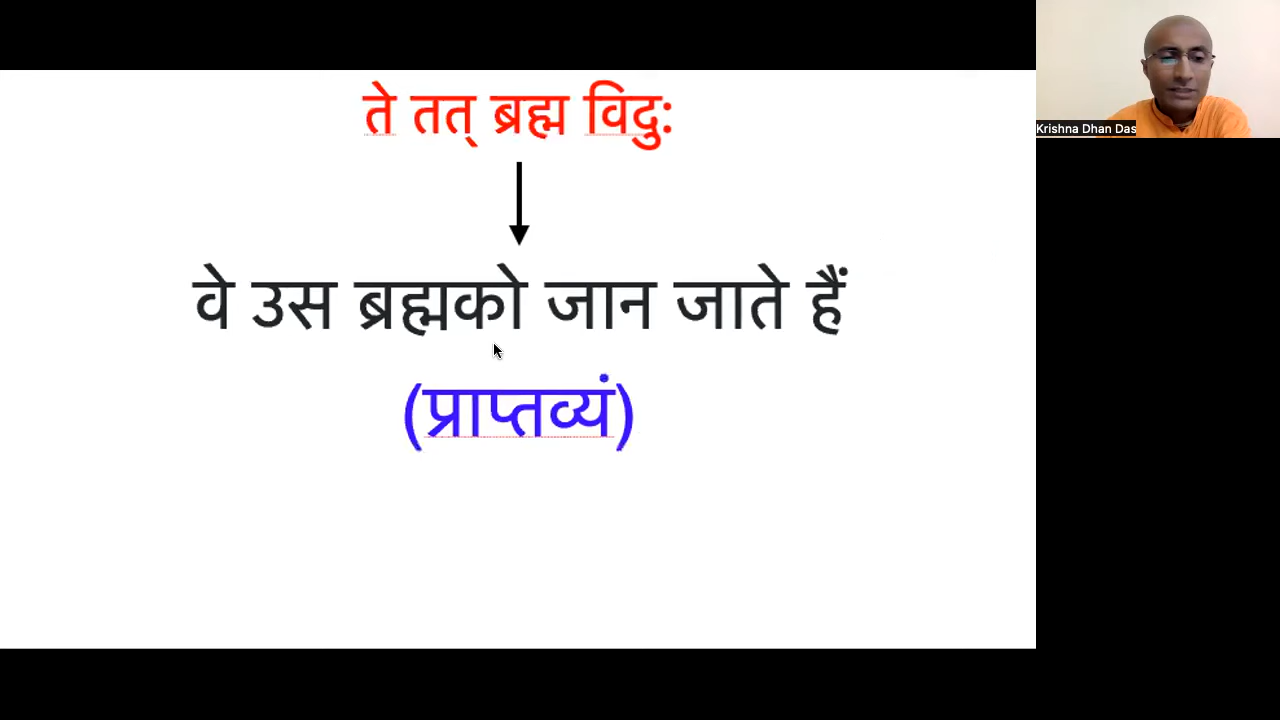 ते तत् ब्रह्म विदु:
वे उस ब्रह्मको जान जाते हैं
(प्राप्तव्यं)
Krishna Dhan Das